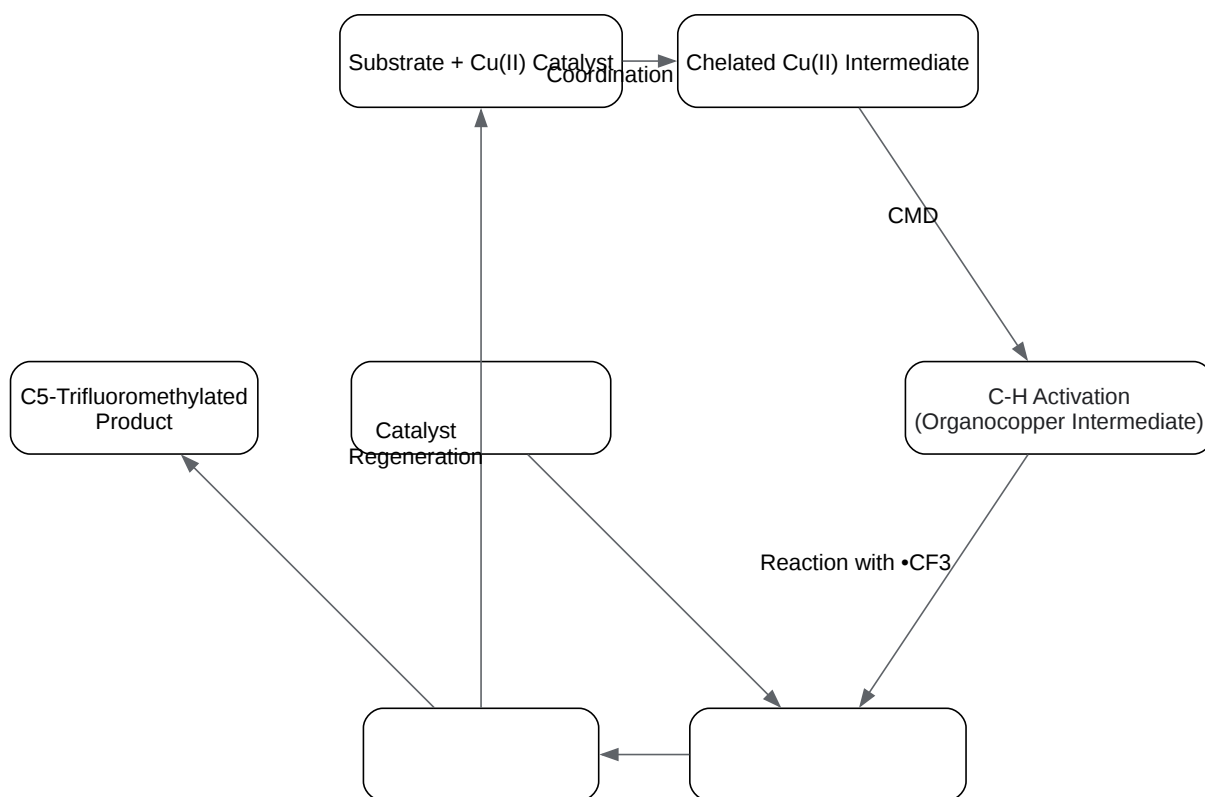 Substrate + Cu(II) Catalyst
Coordination
Chelated Cu(II) Intermediate
CMD
C5-Trifluoromethylated
Product
Catalyst
Regeneration
C-H Activation
(Organocopper Intermediate)
Reaction with •CF3